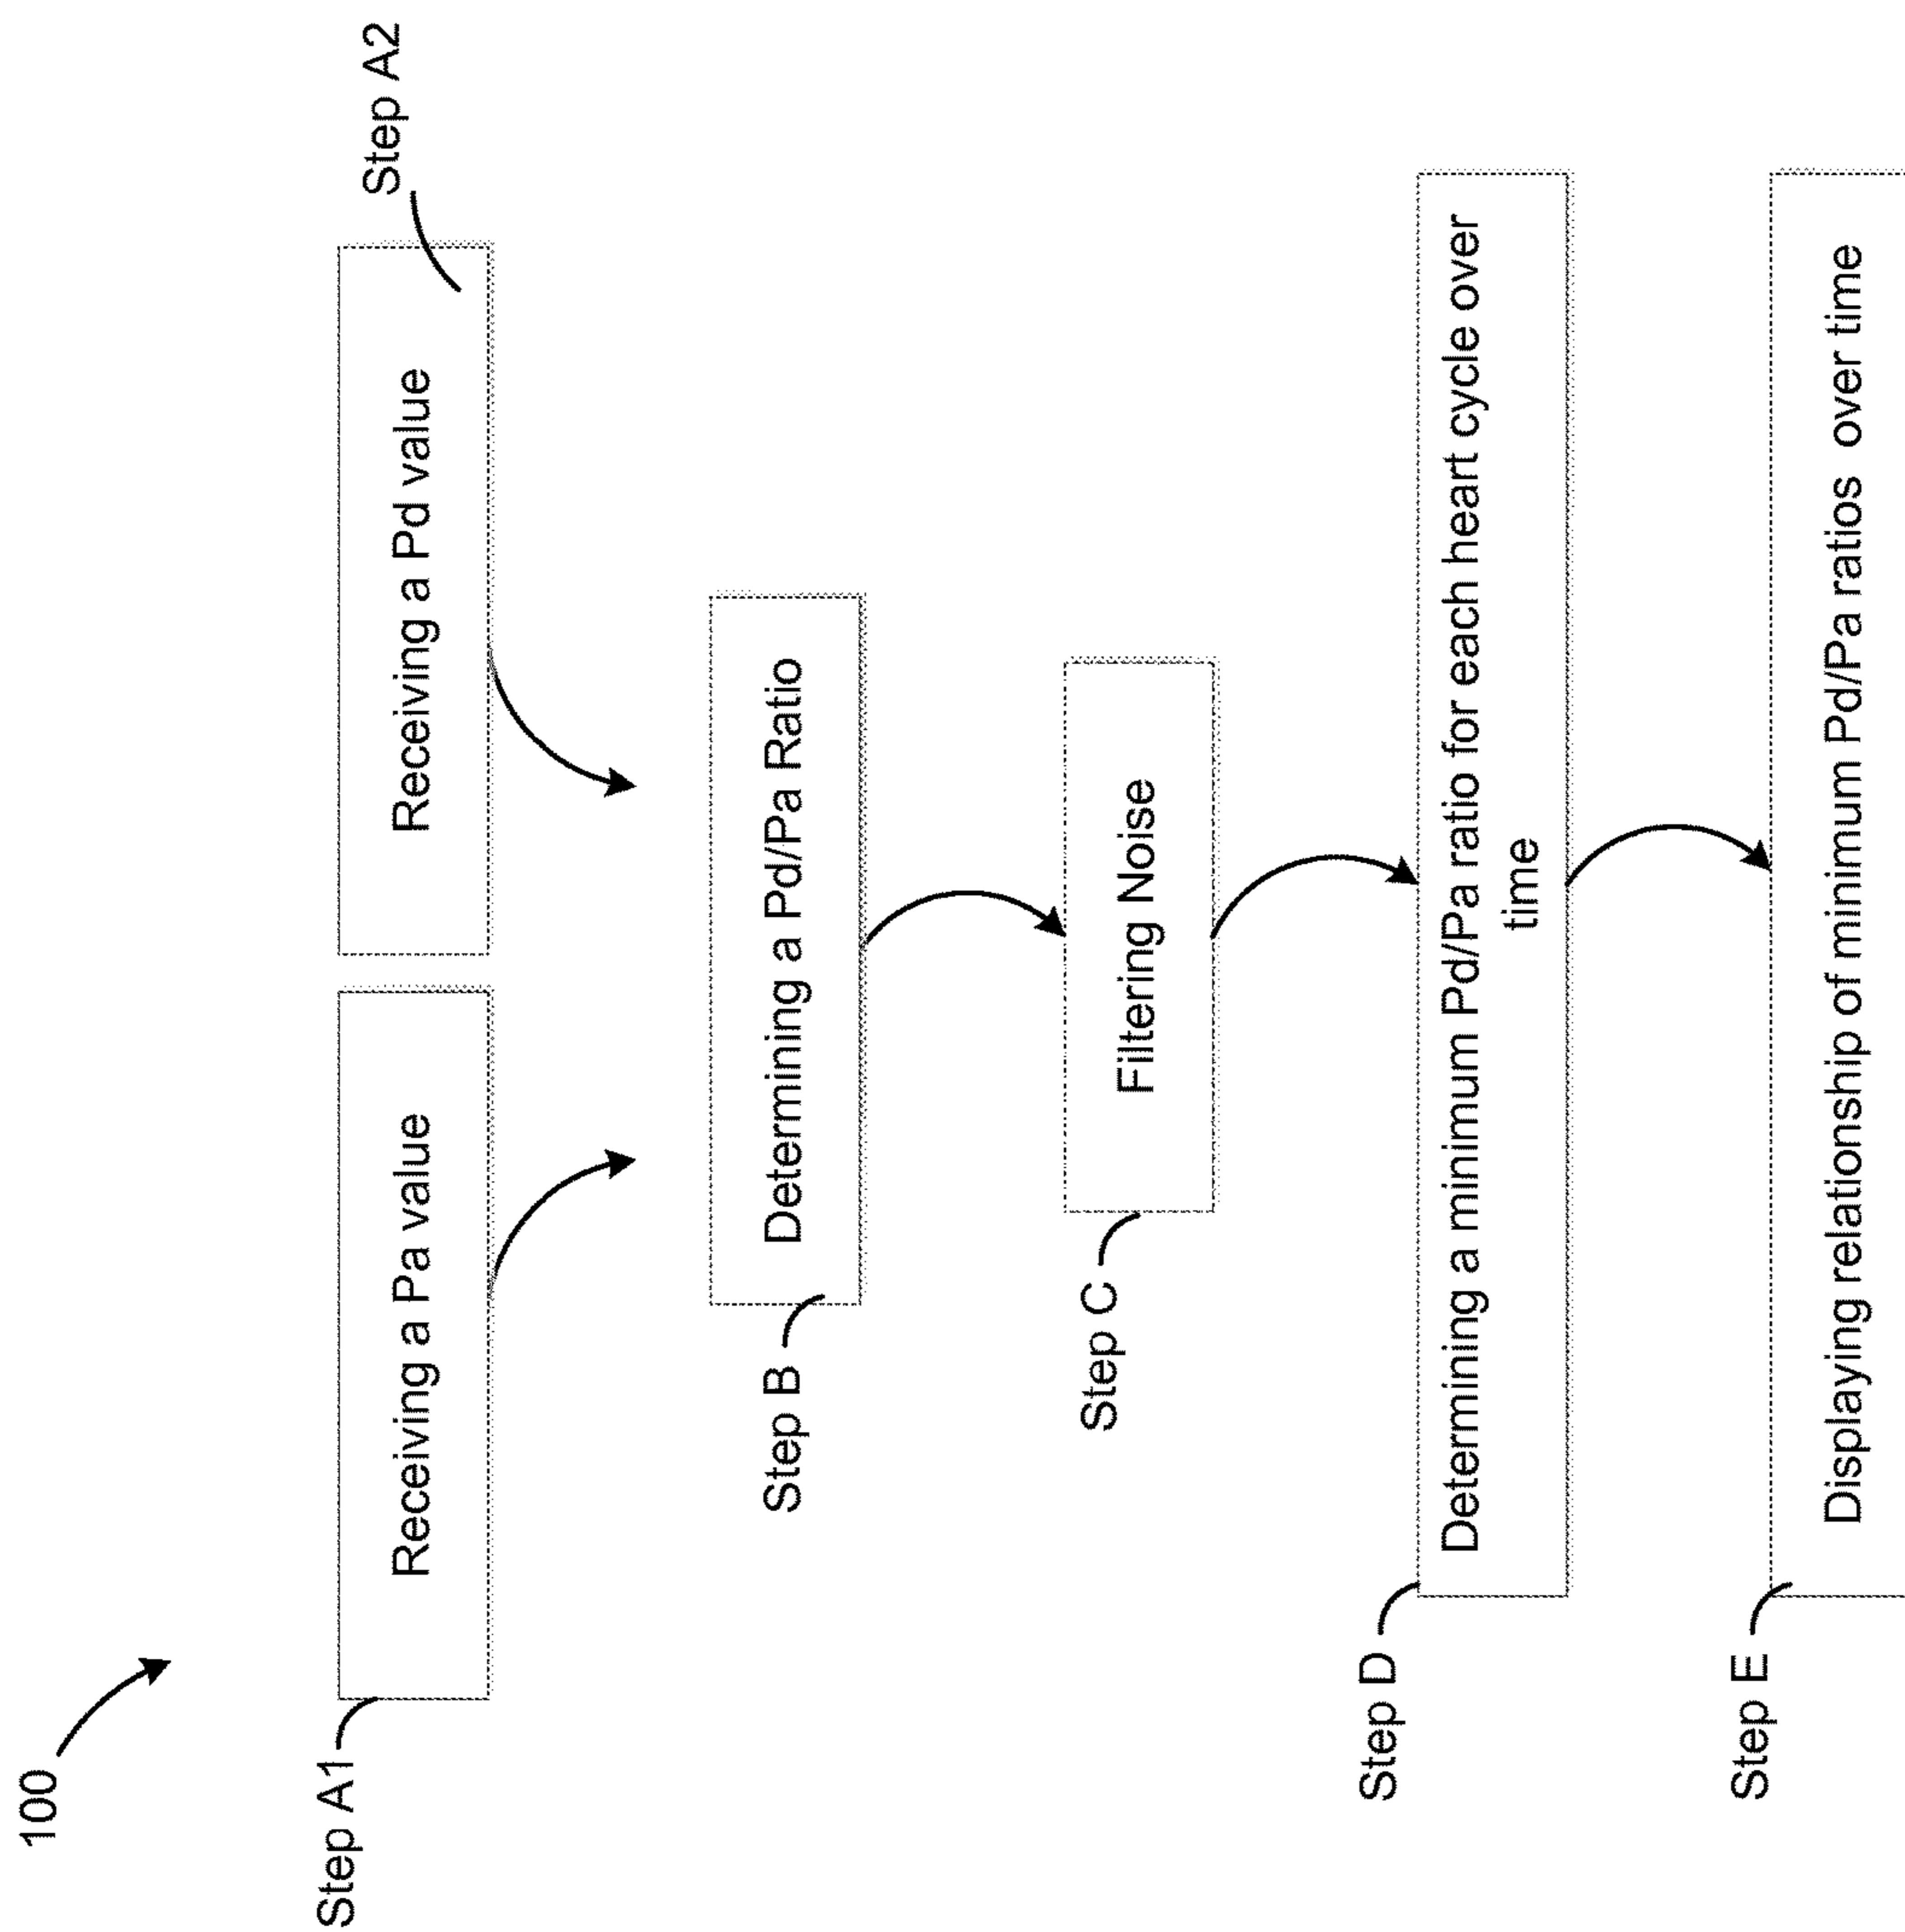 100
Step A1
Receiving a Pa value
Receiving a Pd value
Step A2
Step B
Determining a Pd/Pa Ratio
Step C
Filtering Noise
Step D
Determining a minimum Pd/Pa ratio for each heart cycle over
time
Step E
Displaying relationship of minimum Pd/Pa ratios over time